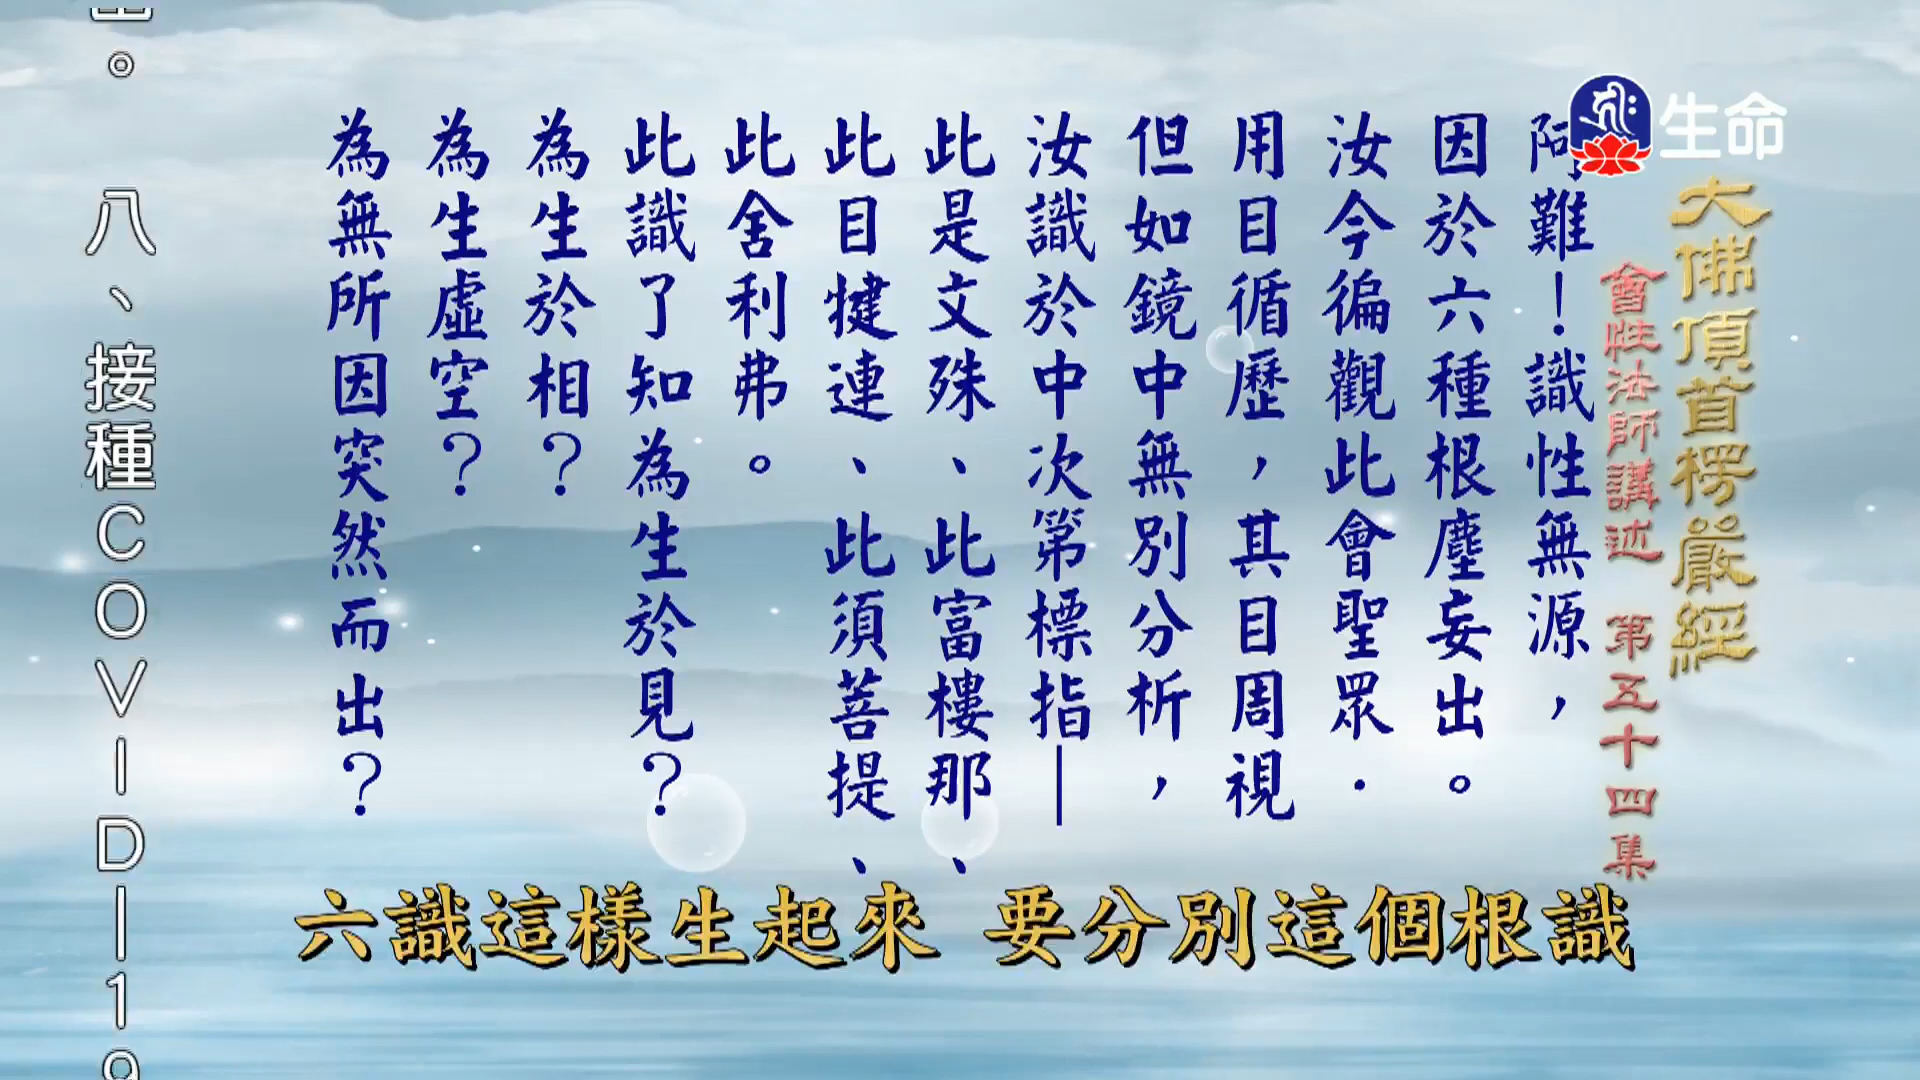 生命
大佛頂首楞嚴經
會性法師講述 第五十四集
阿難！識性無源，
因於六種根塵妄出。
汝今徧觀此會聖眾．
用目循歷，其目周視
但如鏡中無別分析，
汝識於中次第標指—
此是文殊、此富樓那、
此目犍連、此須菩提、
此舍利弗。
此識了知為生於見？
為生於相？
為生虛空？
為無所因突然而出？
。 八、接種COVID-19
六識這樣生起來 要分別這個根識